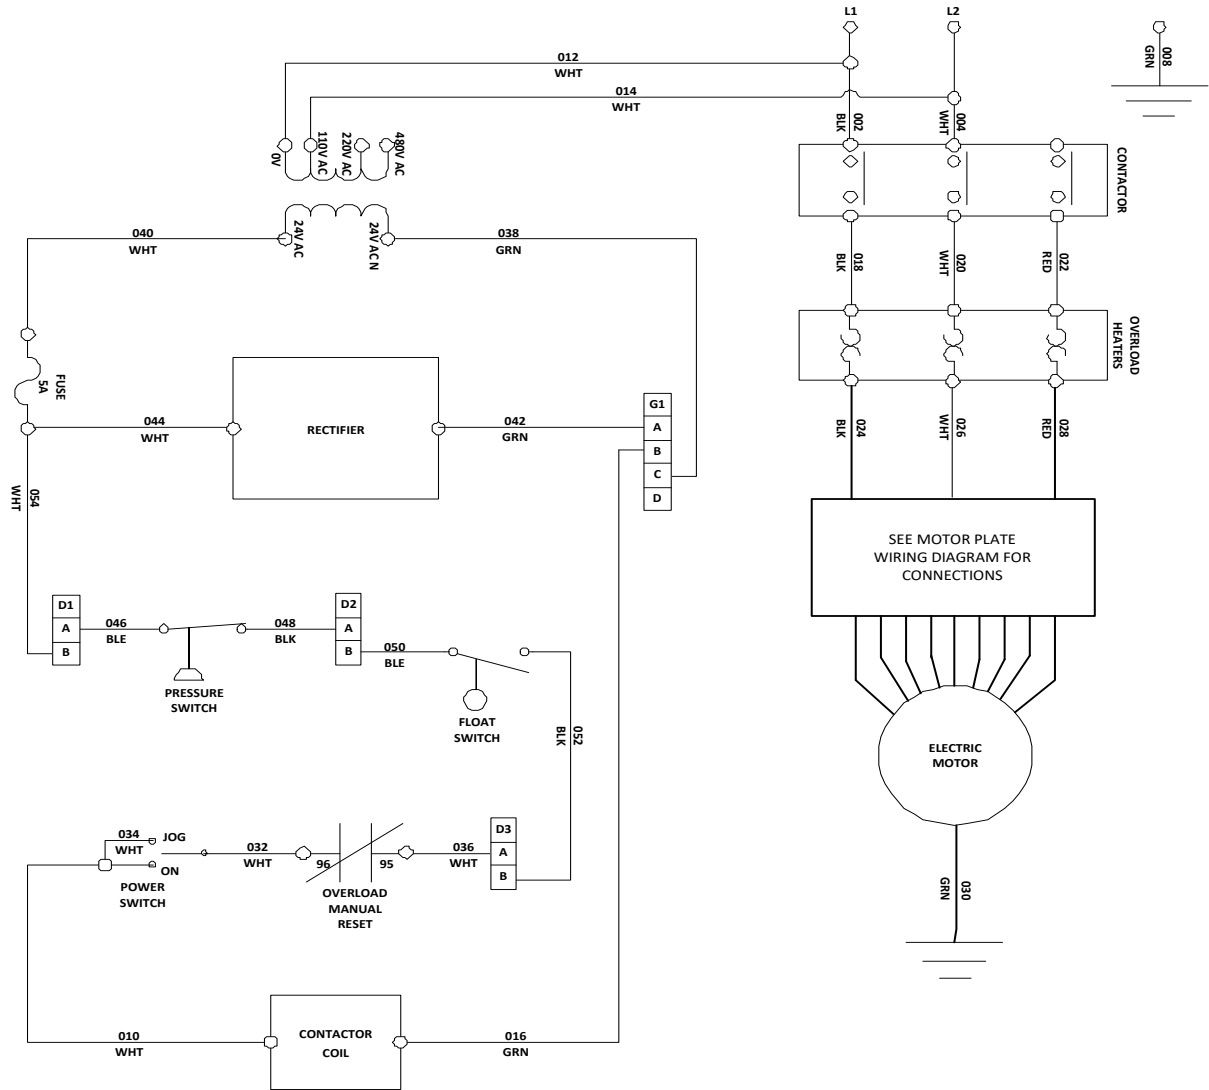 L1
L2
012
WHT
008
GRN
014
WHT
002
BLK
004
WHT
0V
110V AC
220V AC
480V AC
CONTACTOR
24V AC
24V AC N
040
WHT
038
GRN
018
BLK
020
WHT
022
RED
OVERLOAD
HEATERS
FUSE
5A
044
WHT
RECTIFIER
042
GRN
G1
A
B
C
D
024
BLK
026
WHT
028
RED
054
WHT
SEE MOTOR PLATE
WIRING DIAGRAM FOR
CONNECTIONS
D1
A
B
046
BLE
048
BLK
D2
A
B
050
BLE
PRESSURE
SWITCH
FLOAT
SWITCH
052
BLK
ELECTRIC
MOTOR
034
WHT
JOG
ON
POWER
SWITCH
032
WHT
96
95
OVERLOAD
MANUAL
RESET
036
WHT
D3
A
B
030
GRN
010
WHT
CONTACTOR
COIL
016
GRN